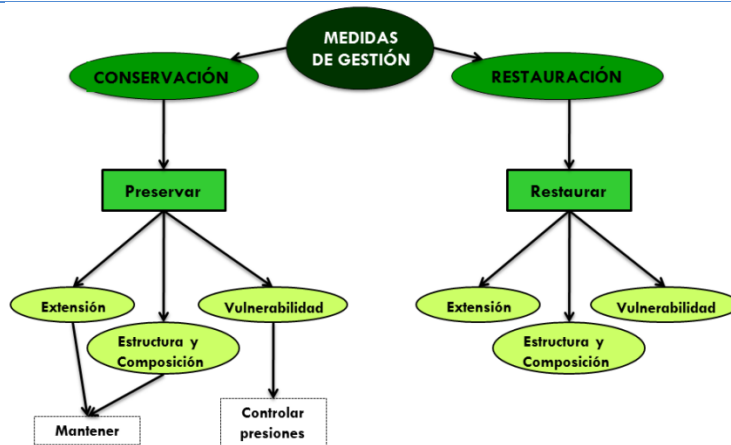 MEDIDAS
DE GESTIÓN
CONSERVACIÓN
RESTAURACIÓN
Preservar
Restaurar
Extensión
Vulnerabilidad
Estructura y
Composición
Extensión
Vulnerabilidad
Estructura y
Composición
Mantener
Controlar
presiones